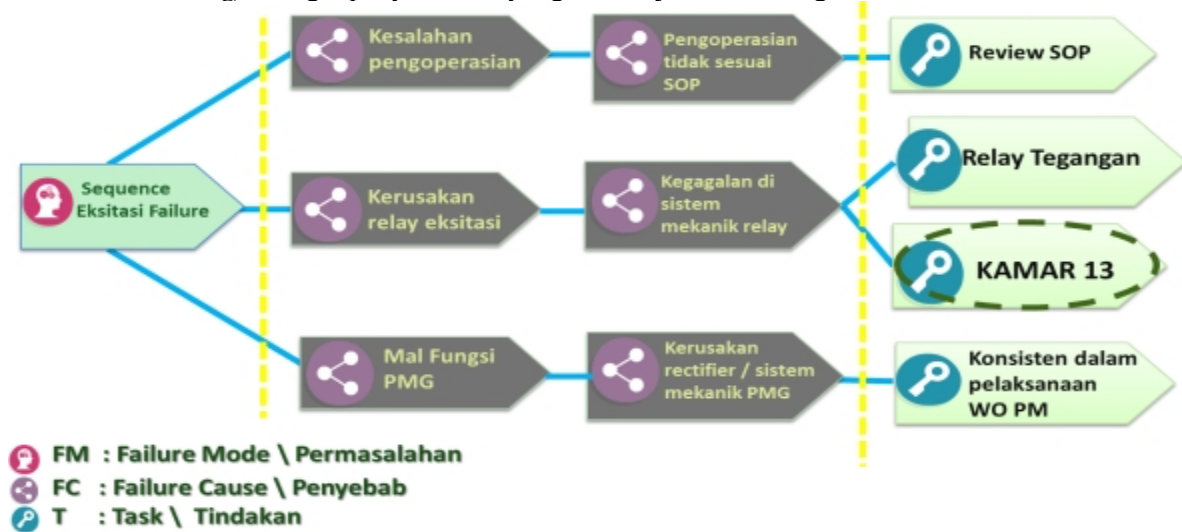 Kesalahan
pengoperasian
Pengoperasian
tidak sesuai
SOP
Review SOP
Sequence
Eksitasi Failure
Kerusakan
relay eksitasi
Kegagalan di
sistem
mekanik relay
Relay Tegangan
KAMAR 13
Mal Fungsi
PMG
Kerusakan
rectifier / sistem
mekanik PMG
Konsisten dalam
pelaksanaan
WO PM
FM : Failure Mode \ Permasalahan
FC : Failure Cause \ Penyebab
T : Task \ Tindakan